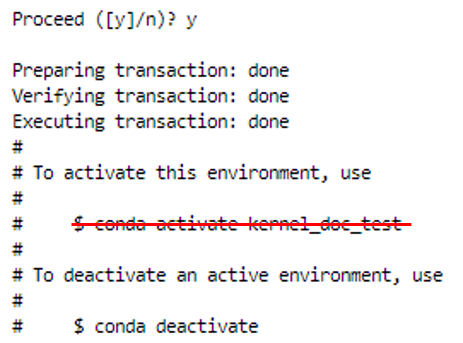 Proceed ([y]/n)? y
Preparing transaction: done
Verifying transaction: done
Executing transaction: done
#
# To activate this environment, use
#
#     $ conda activate kernel_doc_test
#
# To deactivate an active environment, use
#
#     $ conda deactivate